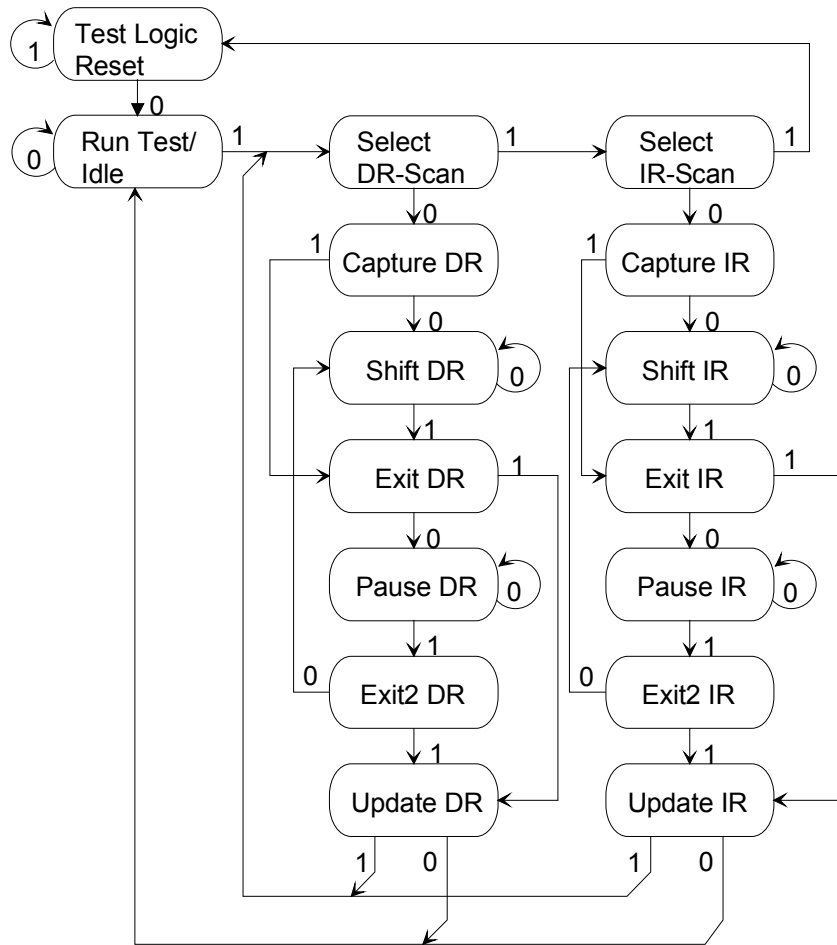 Test Logic
Reset
1
0
Run Test/
Idle
0
1
Select
DR-Scan
1
Select
IR-Scan
1
0
0
1
Capture DR
1
Capture IR
0
0
Shift DR
0
Shift IR
0
1
1
Exit DR
1
Exit IR
1
0
0
Pause DR
0
Pause IR
0
1
1
0
Exit2 DR
0
Exit2 IR
1
1
Update DR
Update IR
1
0
1
0